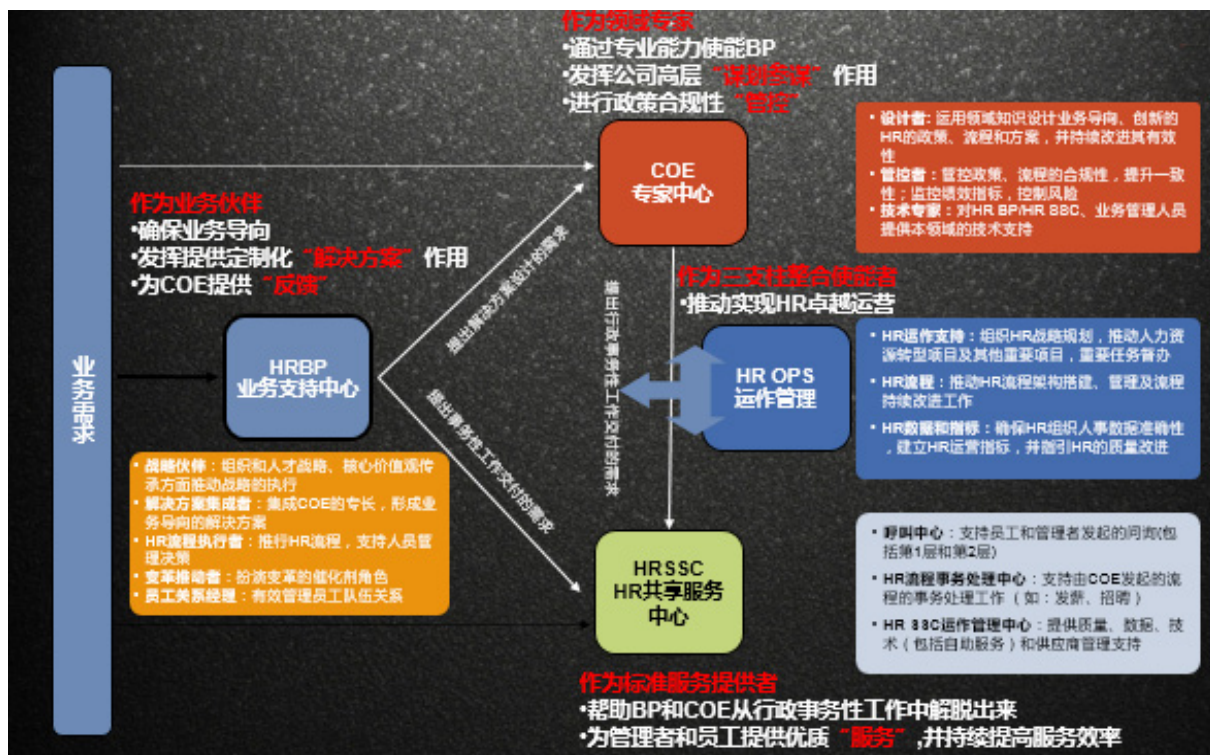 作为领域专家
•通过专业能力使能BP
•发挥公司高层“谋划参谋”作用
•进行政策合规性“管控”
• 设计者: 运用领域知识设计业务导向、创新的
HR的政策、流程和方案，并持续改进其有效
性
• 管控者：管控政策、流程的合规性，提升一致
性；监控绩效指标，控制风险
• 技术专家：对HR BP/HR SSC、业务管理人员
提供本领域的技术支持
COE
专家中心
作为业务伙伴
•确保业务导向
•发挥提供定制化“解决方案”作用
•为COE提供“反馈”
提出解决方案设计的需求
作为三支柱整合使能者
•推动实现HR卓越运营
业务需求
HRBP
业务支持中心
提出行政事务性工作交付的需求
HR OPS
运作管理
• HR运作支持：组织HR战略规划，推动人力资
源转型项目及其他重要项目，重要任务督办
• HR流程：推动HR流程架构搭建、管理及流程
持续改进工作
• HR数据和指标：确保HR组织人事数据准确性
，建立HR运营指标，并指引HR的质量改进
提出事务性工作交付的需求
• 战略伙伴：组织和人才战略、核心价值观传
承方面推动战略的执行
• 解决方案集成者：集成COE的专长，形成业
务导向的解决方案
• HR流程执行者：推行HR流程，支持人员管
理决策
• 变革推动者：扮演变革的催化剂角色
• 员工关系经理：有效管理员工队伍关系
HRSSC
HR共享服务
中心
• 呼叫中心：支持员工和管理者发起的问询(包
括第1层和第2层)
• HR流程事务处理中心：支持由COE发起的流
程的事务处理工作（如：发薪、招聘）
• HR SSC运作管理中心：提供质量、数据、技
术（包括自助服务）和供应商管理支持
作为标准服务提供者
•帮助BP和COE从行政事务性工作中解脱出来
•为管理者和员工提供优质“服务”,并持续提高服务效率